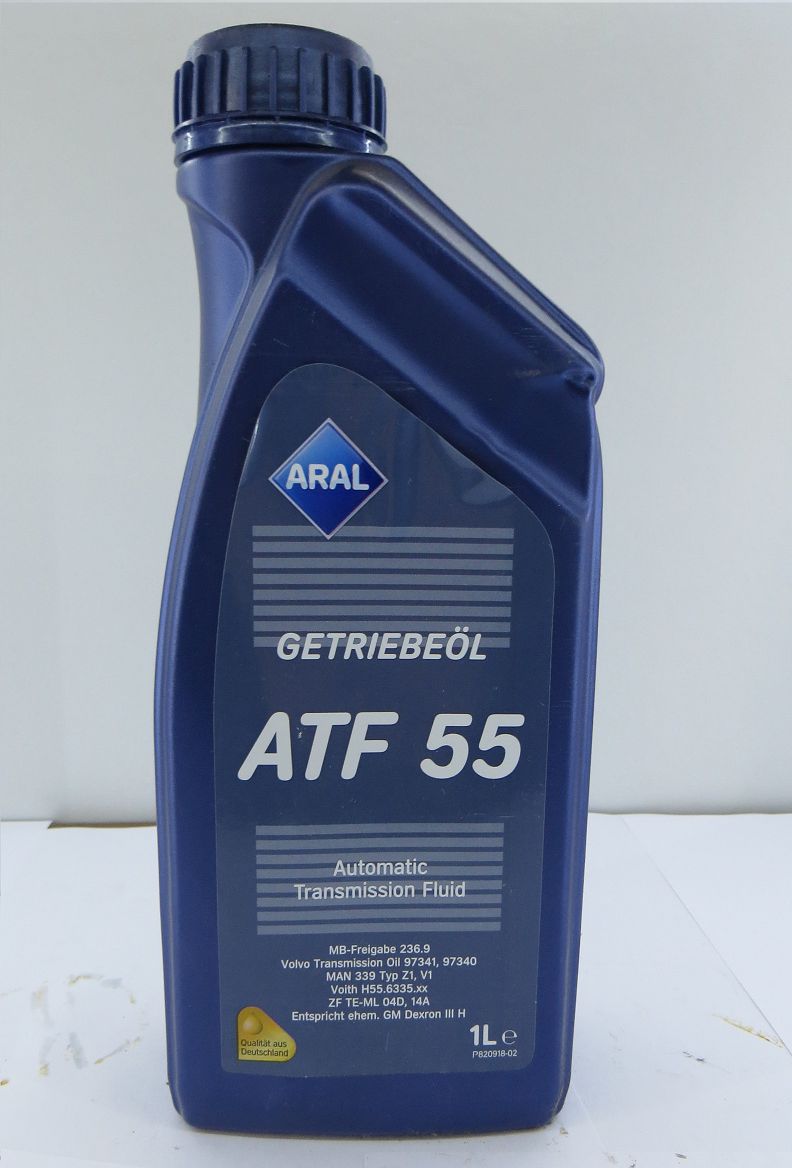 ARAL
GETRIEBEÖL
ATF 55
Automatic
Transmission Fluid
MB-Freigabe 236.9
Volvo Transmission Oil 97341, 97340
MAN 339 Typ Z1, V1
Voith H55.6335.xx
ZF TE-ML 04D, 14A
Entspricht ehem. GM Dexron III H
Qualität aus
Deutschland
1L e
P820918-02